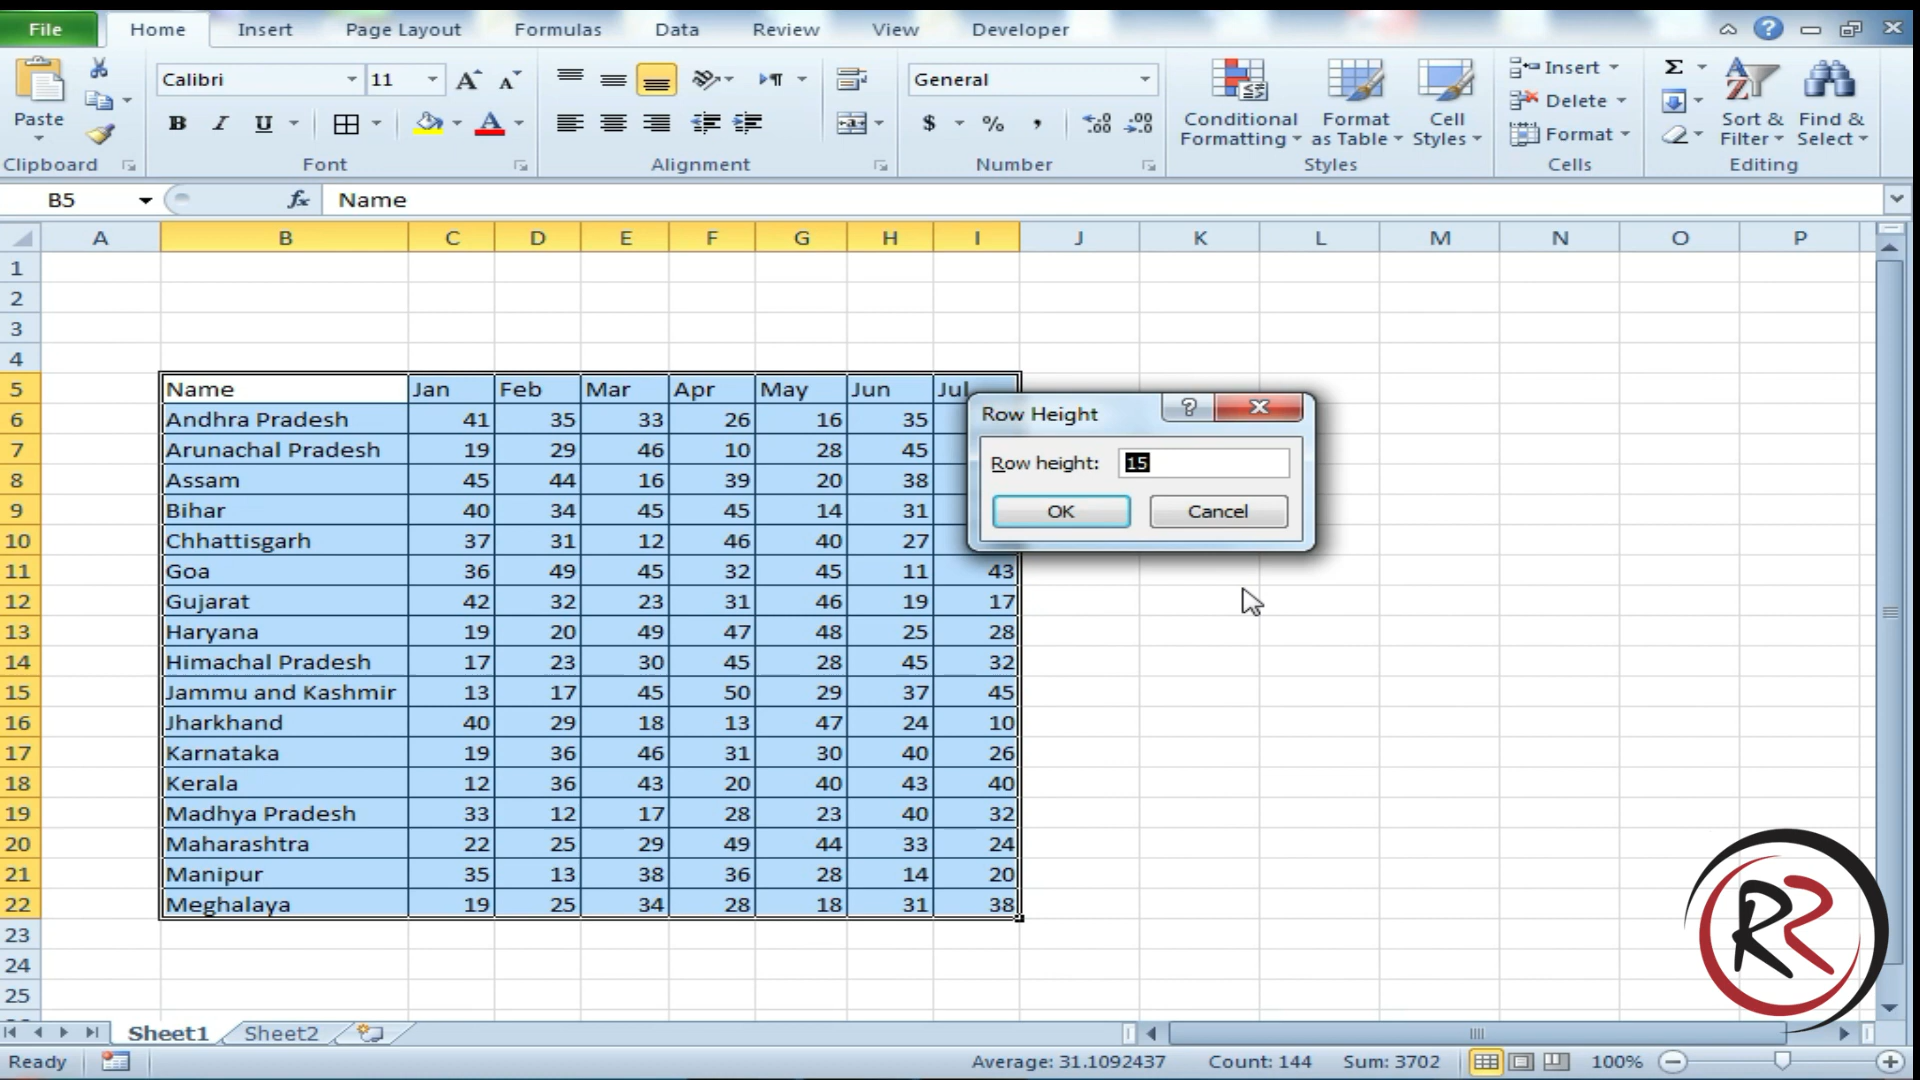 File Home Insert Page Layout Formulas Data Review View Developer
Calibri 11 General Insert
Paste Conditional Format Cell Delete Sort & Find &
Formatting as Table Styles Format Filter Select
Clipboard Font Alignment Number Styles Cells Editing
B5 fx Name
A B C D E F G H I J K L M N O P
1
2
3
4
5 Name Jan Feb Mar Apr May Jun Jul
6 Andhra Pradesh 41 35 33 26 16 35
7 Arunachal Pradesh 19 29 46 10 28 45
8 Assam 45 44 16 39 20 38
9 Bihar 40 34 45 45 14 31
10 Chhattisgarh 37 31 12 46 40 27
11 Goa 36 49 45 32 45 11 43
12 Gujarat 42 32 23 31 46 19 17
13 Haryana 19 20 49 47 48 25 28
14 Himachal Pradesh 17 23 30 45 28 45 32
15 Jammu and Kashmir 13 17 45 50 29 37 45
16 Jharkhand 40 29 18 13 47 24 10
17 Karnataka 19 36 46 31 30 40 26
18 Kerala 12 36 43 20 40 43 40
19 Madhya Pradesh 33 12 17 28 23 40 32
20 Maharashtra 22 25 29 49 44 33 24
21 Manipur 35 13 38 36 28 14 20
22 Meghalaya 19 25 34 28 18 31 38
23
24
25
Row Height
Row height: 15
OK Cancel
RR
Sheet1 Sheet2
Ready Average: 31.1092437 Count: 144 Sum: 3702 100%